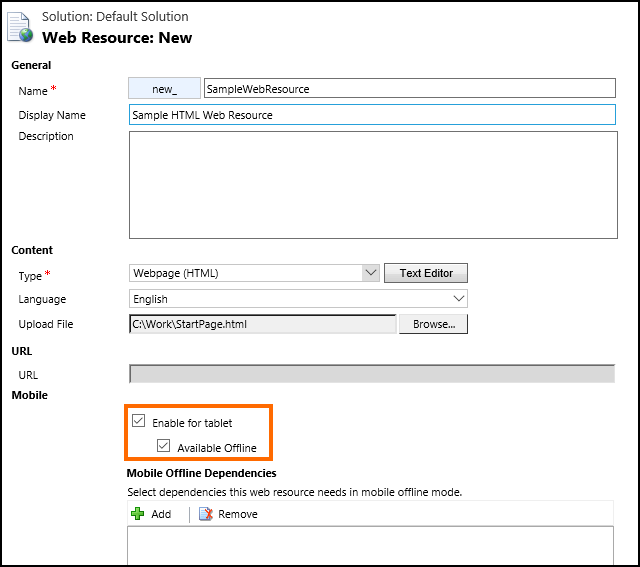 Solution: Default Solution
Web Resource: New
General
Name * new_ SampleWebResource
Display Name Sample HTML Web Resource
Description
Content
Type * Webpage (HTML) Text Editor
Language English
Upload File C:\Work\StartPage.html Browse...
URL
URL
Mobile
Enable for tablet
Available Offline
Mobile Offline Dependencies
Select dependencies this web resource needs in mobile offline mode.
Add Remove